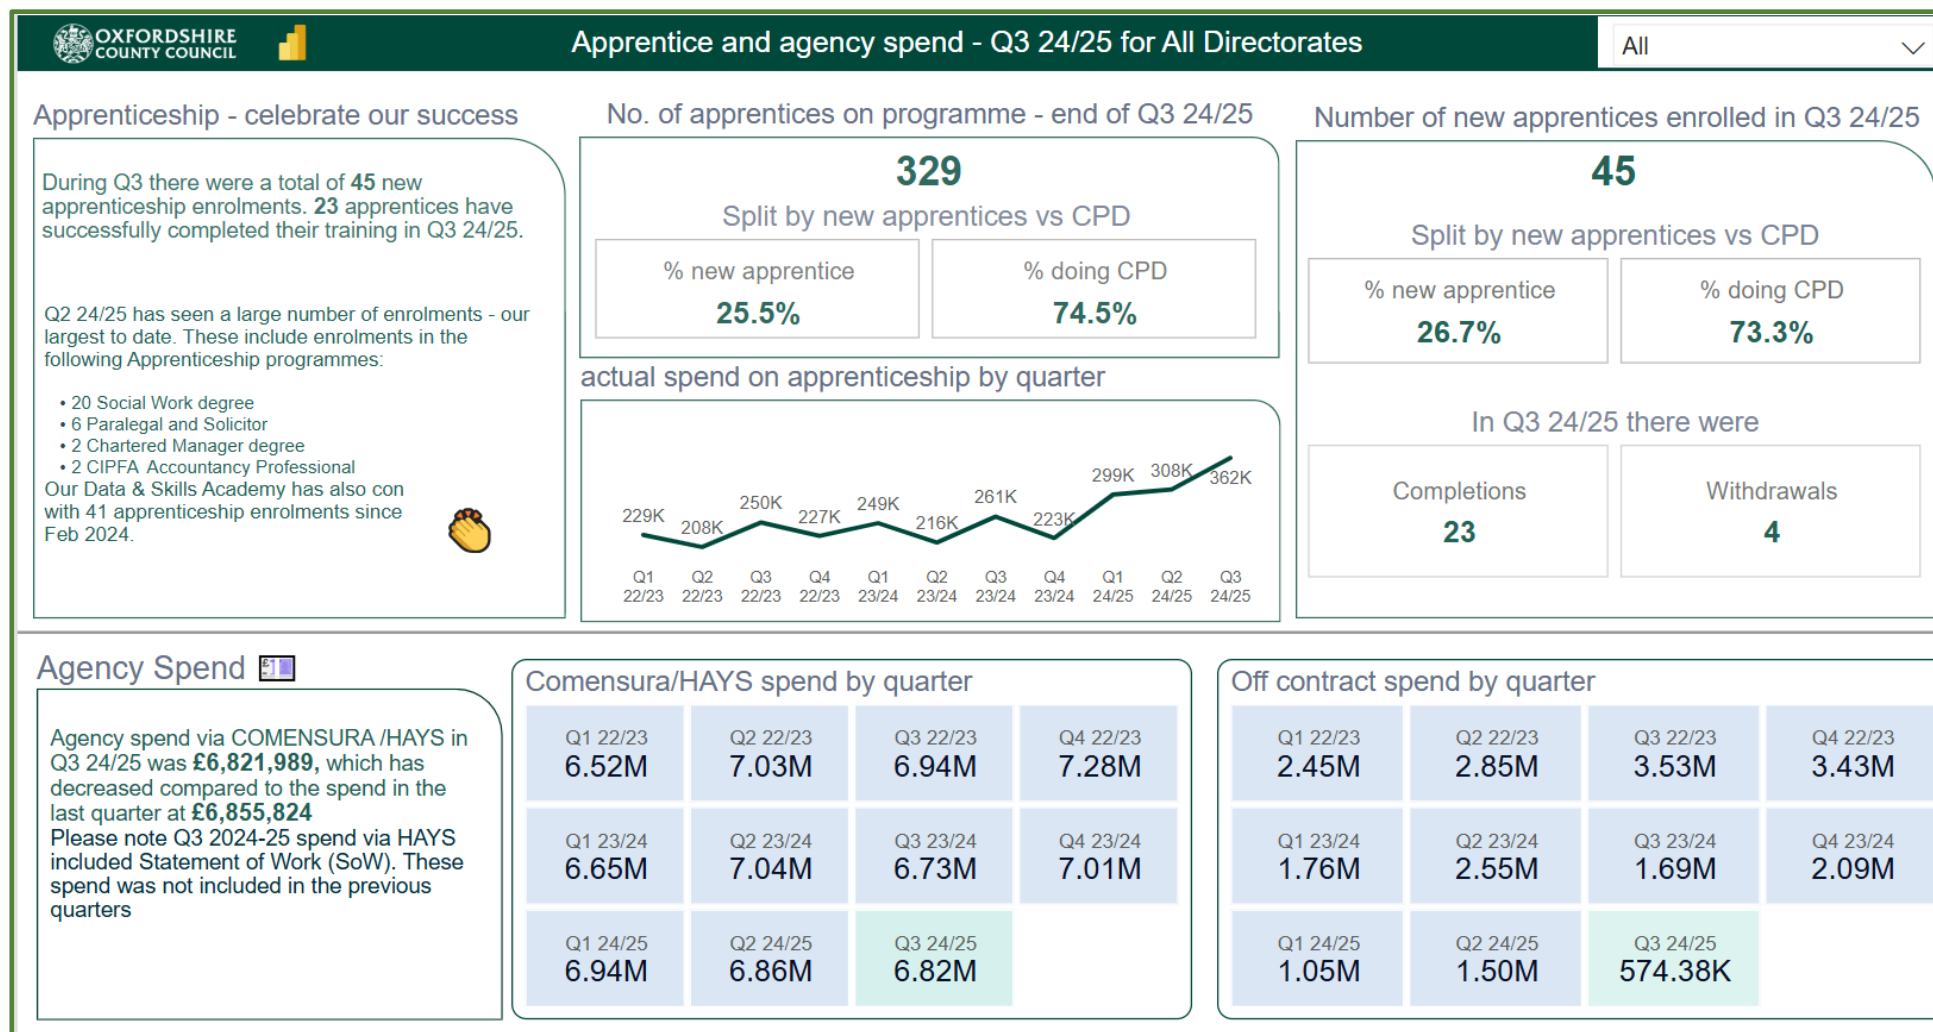 OXFORDSHIRE
COUNTY COUNCIL
Apprentice and agency spend - Q3 24/25 for All Directorates
All
Apprenticeship - celebrate our success
During Q3 there were a total of 45 new
apprenticeship enrolments. 23 apprentices have
successfully completed their training in Q3 24/25.
Q2 24/25 has seen a large number of enrolments - our
largest to date. These include enrolments in the
following Apprenticeship programmes:
• 20 Social Work degree
• 6 Paralegal and Solicitor
• 2 Chartered Manager degree
• 2 CIPFA Accountancy Professional
Our Data & Skills Academy has also con
with 41 apprenticeship enrolments since
Feb 2024.
No. of apprentices on programme - end of Q3 24/25
329
Split by new apprentices vs CPD
% new apprentice
25.5%
% doing CPD
74.5%
actual spend on apprenticeship by quarter
229K 208K 250K 227K 249K 216K 261K 223K 299K 308K 362K
Q1 Q2 Q3 Q4 Q1 Q2 Q3 Q4 Q1 Q2 Q3
22/23 22/23 22/23 22/23 23/24 23/24 23/24 23/24 24/25 24/25 24/25
Number of new apprentices enrolled in Q3 24/25
45
Split by new apprentices vs CPD
% new apprentice
26.7%
% doing CPD
73.3%
In Q3 24/25 there were
Completions
23
Withdrawals
4
Agency Spend
Agency spend via COMENSURA /HAYS in
Q3 24/25 was £6,821,989, which has
decreased compared to the spend in the
last quarter at £6,855,824
Please note Q3 2024-25 spend via HAYS
included Statement of Work (SoW). These
spend was not included in the previous
quarters
Comensura/HAYS spend by quarter
Q1 22/23 Q2 22/23 Q3 22/23 Q4 22/23
6.52M 7.03M 6.94M 7.28M
Q1 23/24 Q2 23/24 Q3 23/24 Q4 23/24
6.65M 7.04M 6.73M 7.01M
Q1 24/25 Q2 24/25 Q3 24/25
6.94M 6.86M 6.82M
Off contract spend by quarter
Q1 22/23 Q2 22/23 Q3 22/23 Q4 22/23
2.45M 2.85M 3.53M 3.43M
Q1 23/24 Q2 23/24 Q3 23/24 Q4 23/24
1.76M 2.55M 1.69M 2.09M
Q1 24/25 Q2 24/25 Q3 24/25
1.05M 1.50M 574.38K